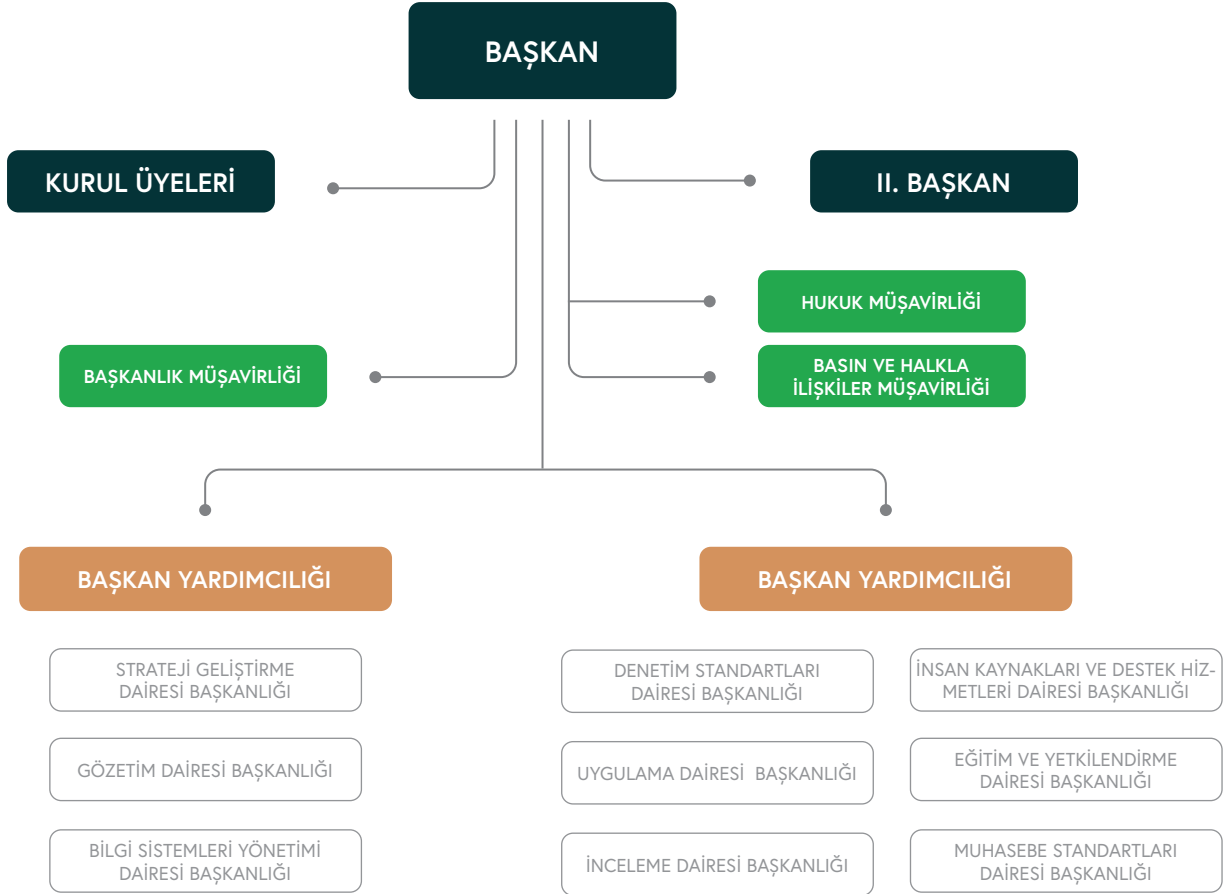 BAŞKAN
KURUL ÜYELERİ
II. BAŞKAN
HUKUK MÜŞAVİRLİĞİ
BAŞKANLIK MÜŞAVİRLİĞİ
BASIN VE HALKLA
İLİŞKİLER MÜŞAVİRLİĞİ
BAŞKAN YARDIMCILIĞI
BAŞKAN YARDIMCILIĞI
STRATEJİ GELİŞTİRME
DAİRESİ BAŞKANLIĞI
GÖZETİM DAİRESİ BAŞKANLIĞI
BİLGİ SİSTEMLERİ YÖNETİMİ
DAİRESİ BAŞKANLIĞI
DENETİM STANDARTLARI
DAİRESİ BAŞKANLIĞI
UYGULAMA DAİRESİ BAŞKANLIĞI
İNCELEME DAİRESİ BAŞKANLIĞI
İNSAN KAYNAKLARI VE DESTEK HİZ-
METLERİ DAİRESİ BAŞKANLIĞI
EĞİTİM VE YETKİLENDİRME
DAİRESİ BAŞKANLIĞI
MUHASEBE STANDARTLARI
DAİRESİ BAŞKANLIĞI